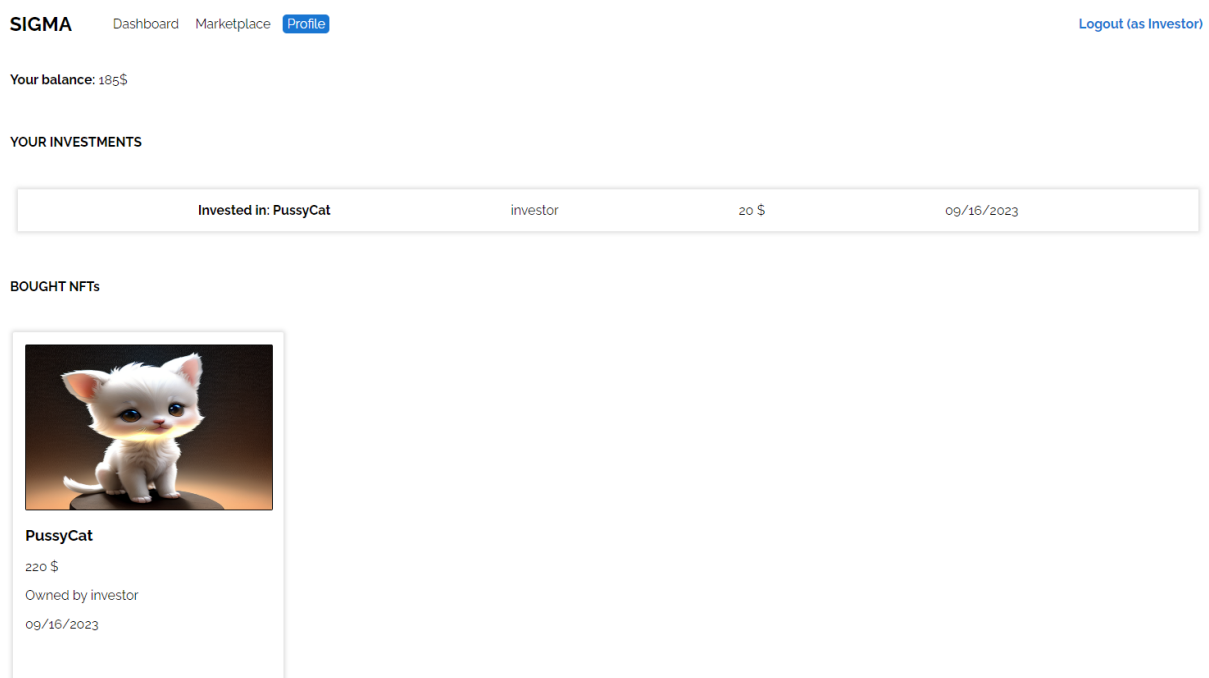 SIGMA Dashboard Marketplace Profile Logout (as Investor)
Your balance: 185$
YOUR INVESTMENTS
Invested in: PussyCat investor 20 $ 09/16/2023
BOUGHT NFTs
PussyCat
220 $
Owned by investor
09/16/2023